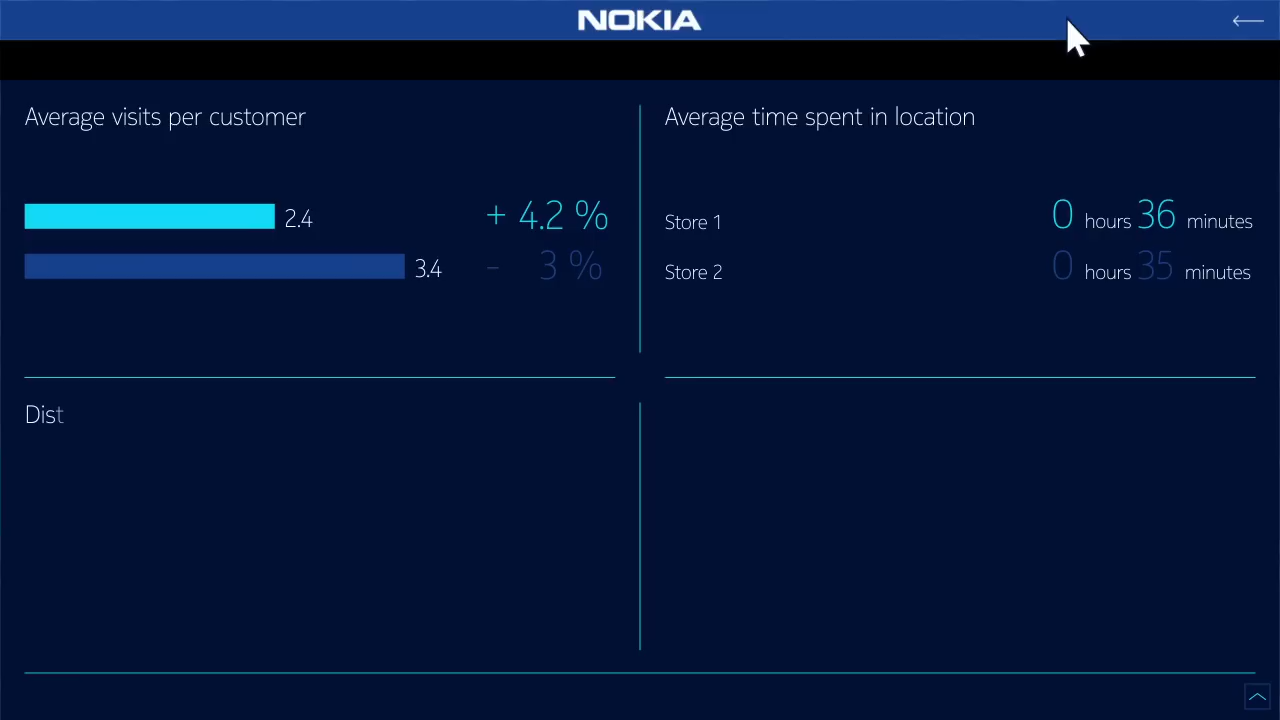 NOKIA
Average visits per customer
2.4 + 4.2 %
3.4 - 3 %
Average time spent in location
Store 1 0 hours 36 minutes
Store 2 0 hours 35 minutes
Dist